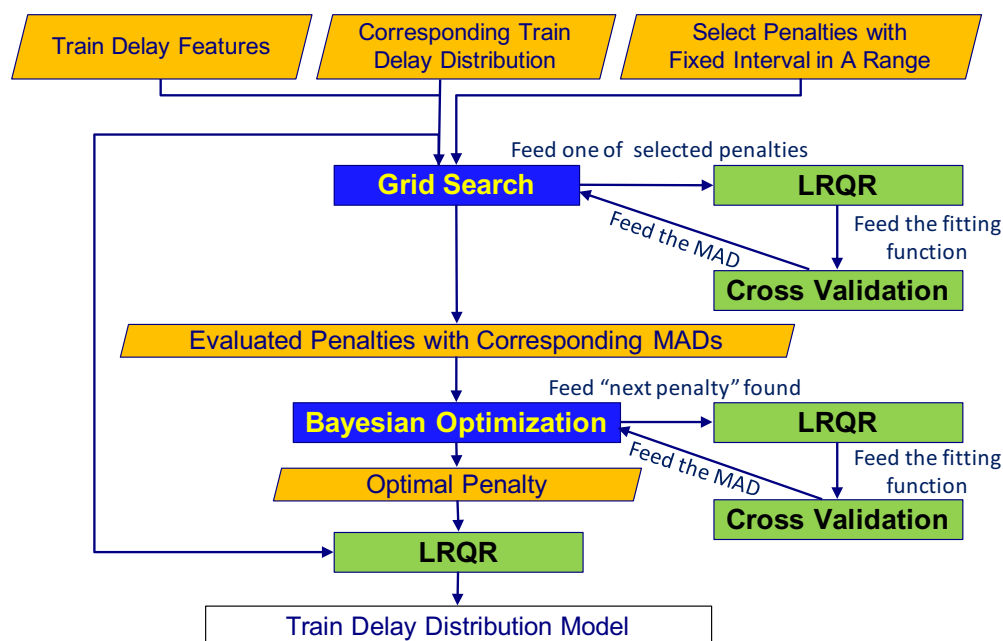 Train Delay Features
Corresponding Train
Delay Distribution
Select Penalties with
Fixed Interval in A Range
Feed one of selected penalties
Grid Search
LRQR
Feed the MAD
Feed the fitting
function
Cross Validation
Evaluated Penalties with Corresponding MADs
Feed “next penalty” found
Bayesian Optimization
LRQR
Feed the MAD
Feed the fitting
function
Optimal Penalty
Cross Validation
LRQR
Train Delay Distribution Model